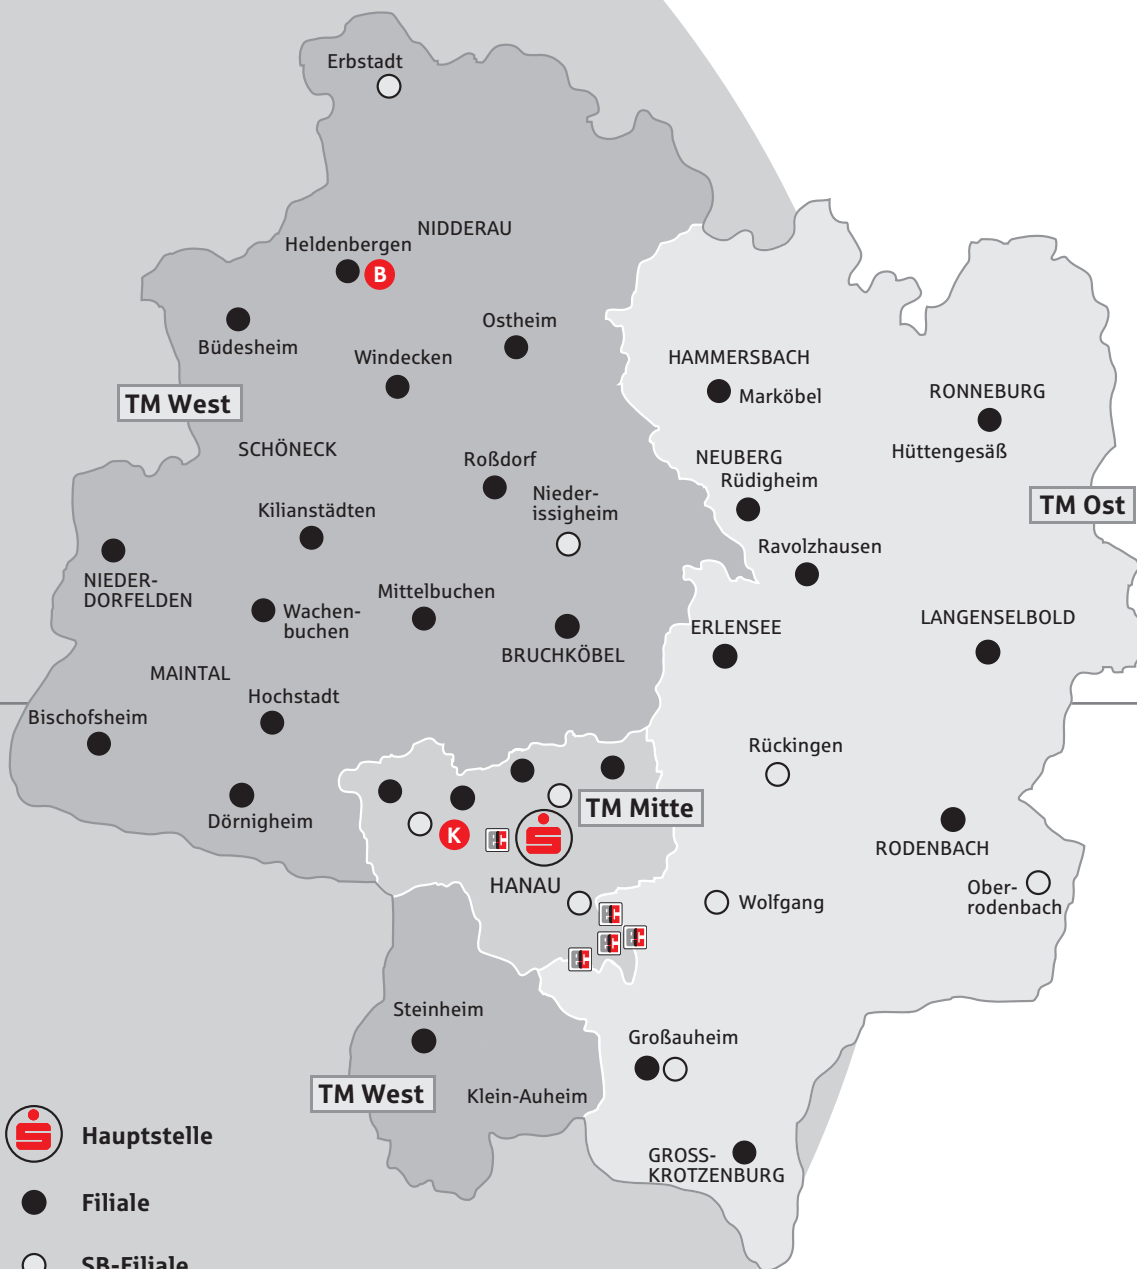 Erbstadt
NIDDERAU
Heldenbergen
B
Ostheim
Büdesheim
Windecken
HAMMERSBACH
Marköbel
RONNEBURG
TM West
Hüttengesäß
SCHÖNECK
NEUBERG
Rüdigheim
Roßdorf
Nieder-
issigheim
TM Ost
Kilianstädten
Ravolzhausen
NIEDER-
DORFELDEN
Mittelbuchen
Wachen-
buchen
LANGENSELBOLD
ERLENSEE
BRUCHKÖBEL
MAINTAL
Hochstadt
Bischofsheim
Rückingen
TM Mitte
Dörnigheim
K
RODENBACH
HANAU
Ober-
rodenbach
Wolfgang
Steinheim
Großauheim
TM West
Klein-Auheim
Hauptstelle
GROSS-
KROTZENBURG
Filiale
SB-Filiale